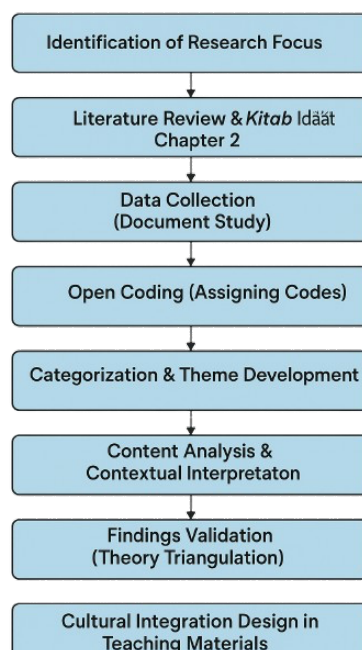 Identification of Research Focus
Literature Review & Kitab Idäät
Chapter 2
Data Collection
(Document Study)
Open Coding (Assigning Codes)
Categorization & Theme Development
Content Analysis &
Contextual Interpretaton
Findings Validation
(Theory Triangulation)
Cultural Integration Design in
Teaching Materials